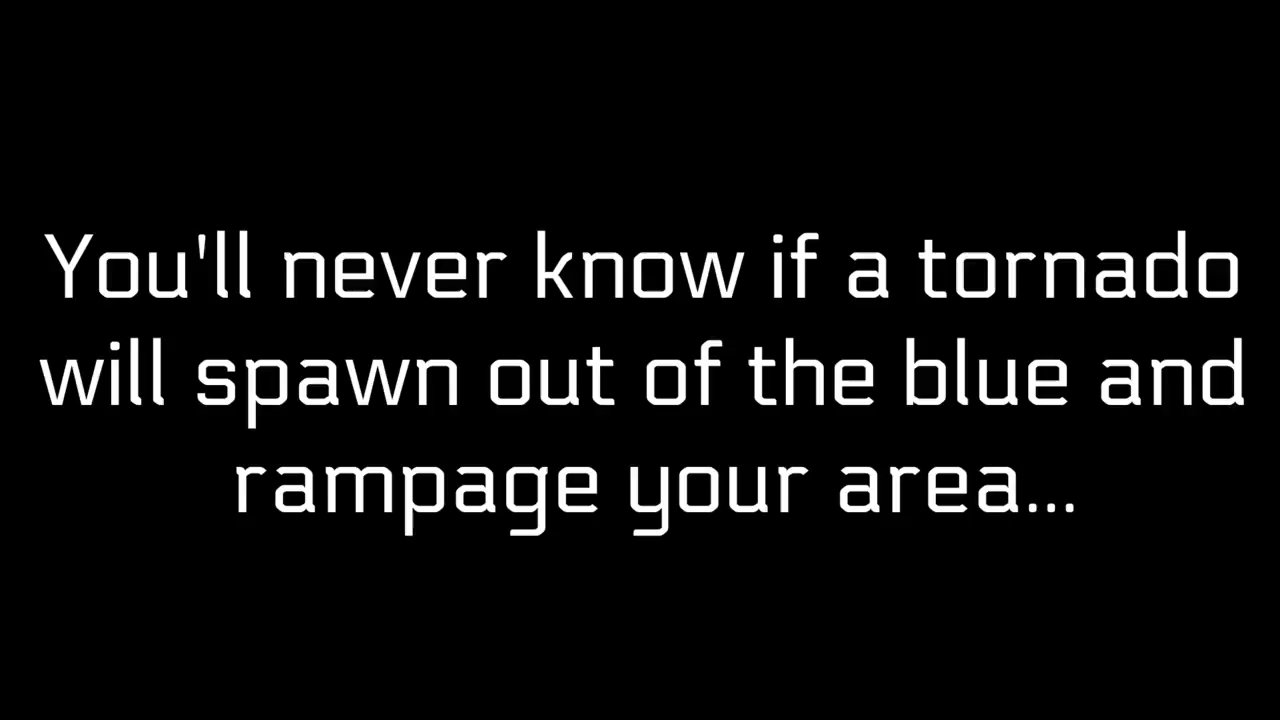 You'll never know if a tornado
will spawn out of the blue and
rampage your area...